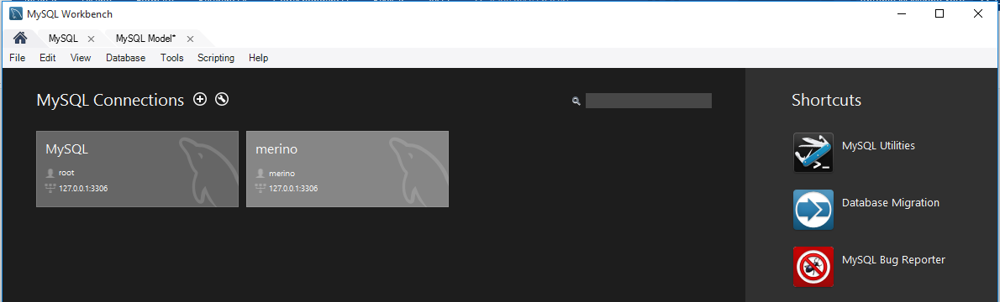 MySQL Workbench
MySQL
MySQL Model*
File Edit View Database Tools Scripting Help
MySQL Connections
Shortcuts
MySQL
root
127.0.0.1:3306
merino
merino
127.0.0.1:3306
MySQL Utilities
Database Migration
MySQL Bug Reporter